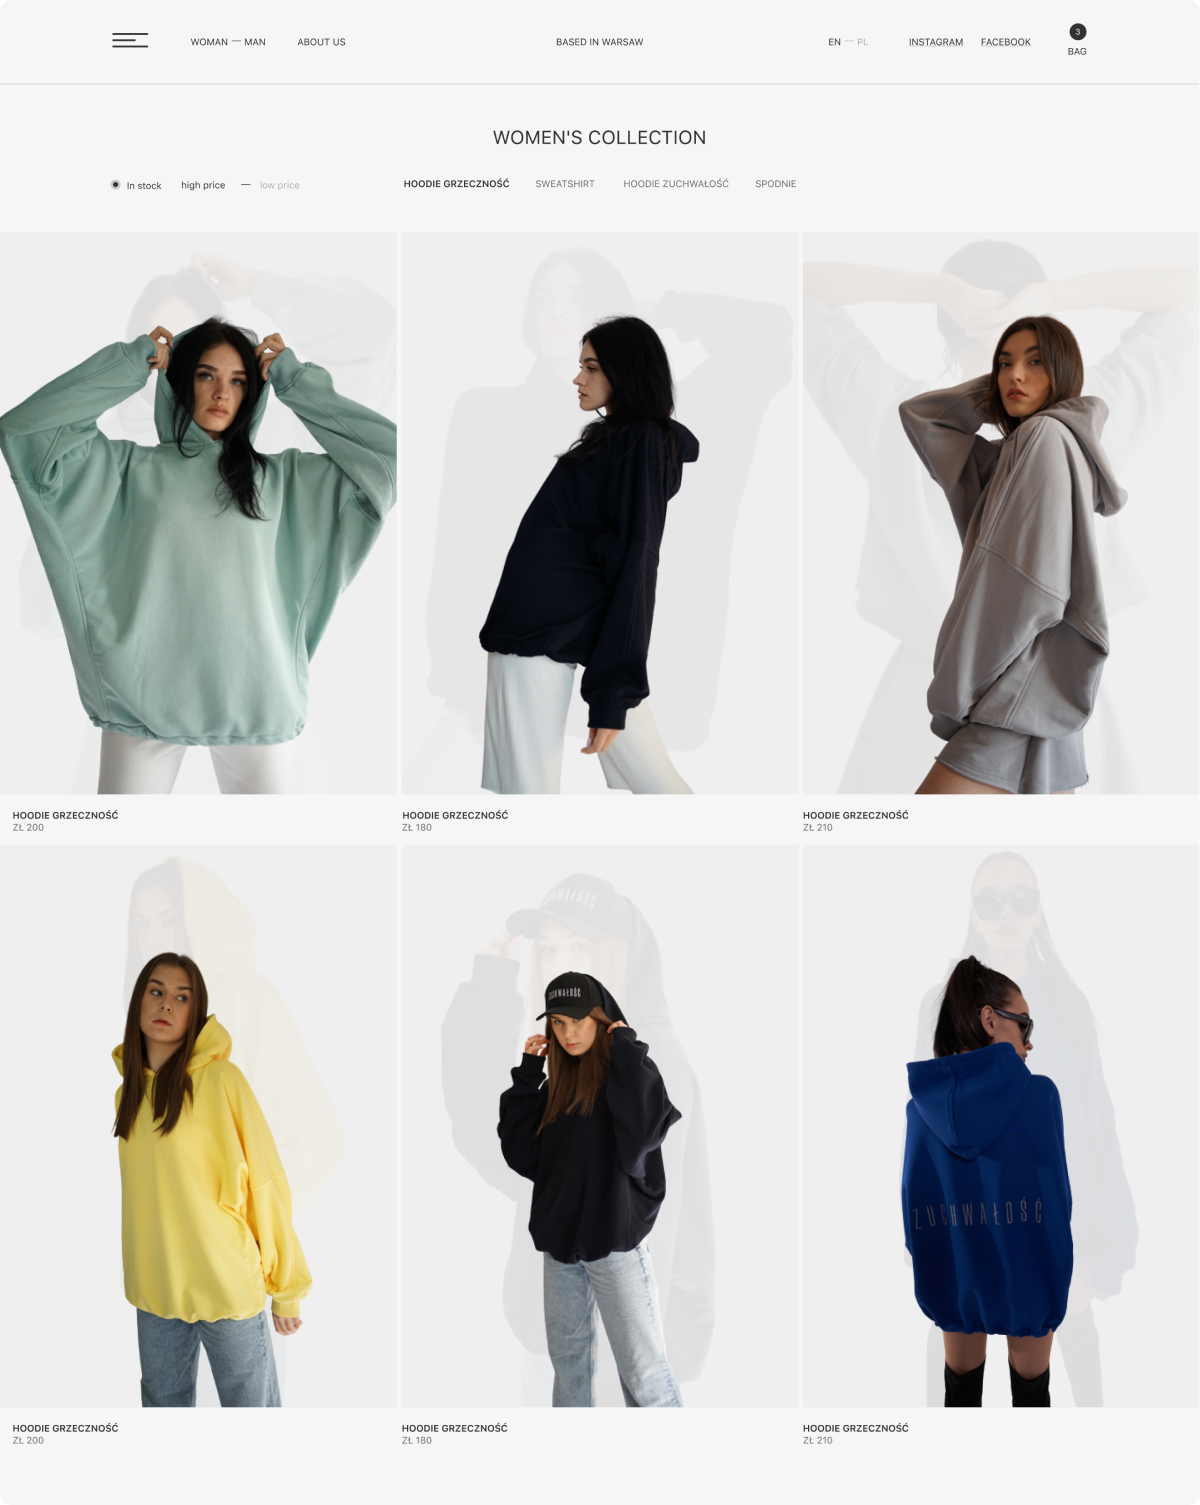 WOMAN — MAN
ABOUT US
BASED IN WARSAW
EN — PL
INSTAGRAM
FACEBOOK
3
BAG
WOMEN'S COLLECTION
In stock
high price — low price
HOODIE GRZECZNOŚĆ
SWEATSHIRT
HOODIE ZUCHWAŁOŚĆ
SPODNIE
HOODIE GRZECZNOŚĆ
ZŁ 200
HOODIE GRZECZNOŚĆ
ZŁ 180
HOODIE GRZECZNOŚĆ
ZŁ 210
ZUCHWAŁOŚĆ
ZUCHWAŁOŚĆ
HOODIE GRZECZNOŚĆ
ZŁ 200
HOODIE GRZECZNOŚĆ
ZŁ 180
HOODIE GRZECZNOŚĆ
ZŁ 210